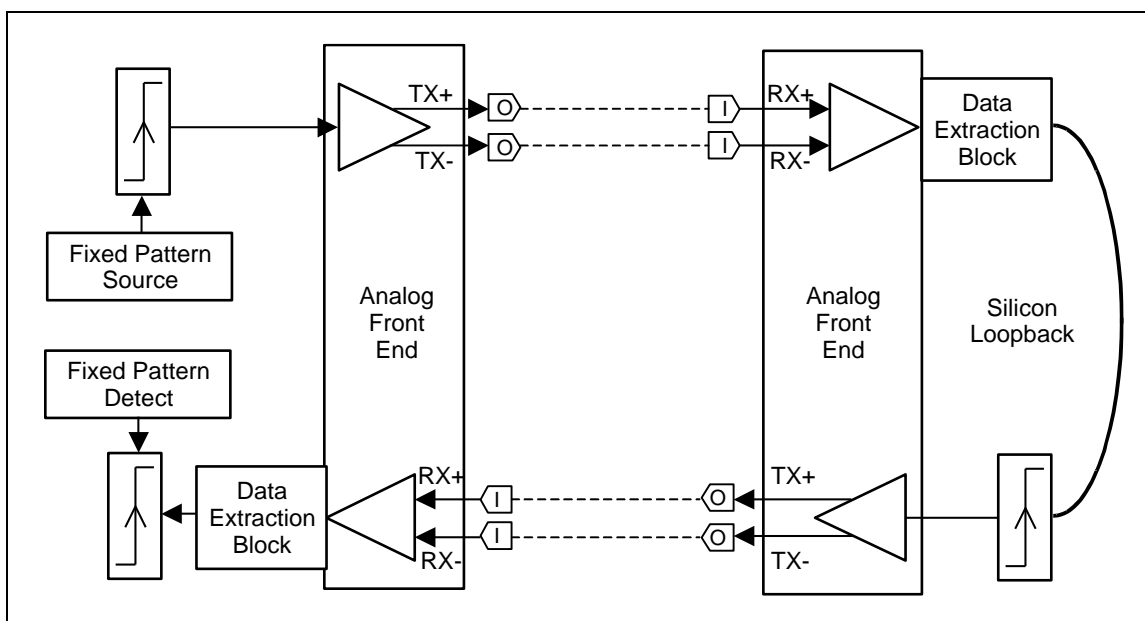 TX+
O
I
RX+
Data
Extraction
Block
TX-
O
I
RX-
Fixed Pattern
Source
Analog
Front
End
Analog
Front
End
Silicon
Loopback
Fixed Pattern
Detect
Data
Extraction
Block
RX+
I
O
TX+
RX-
I
O
TX-